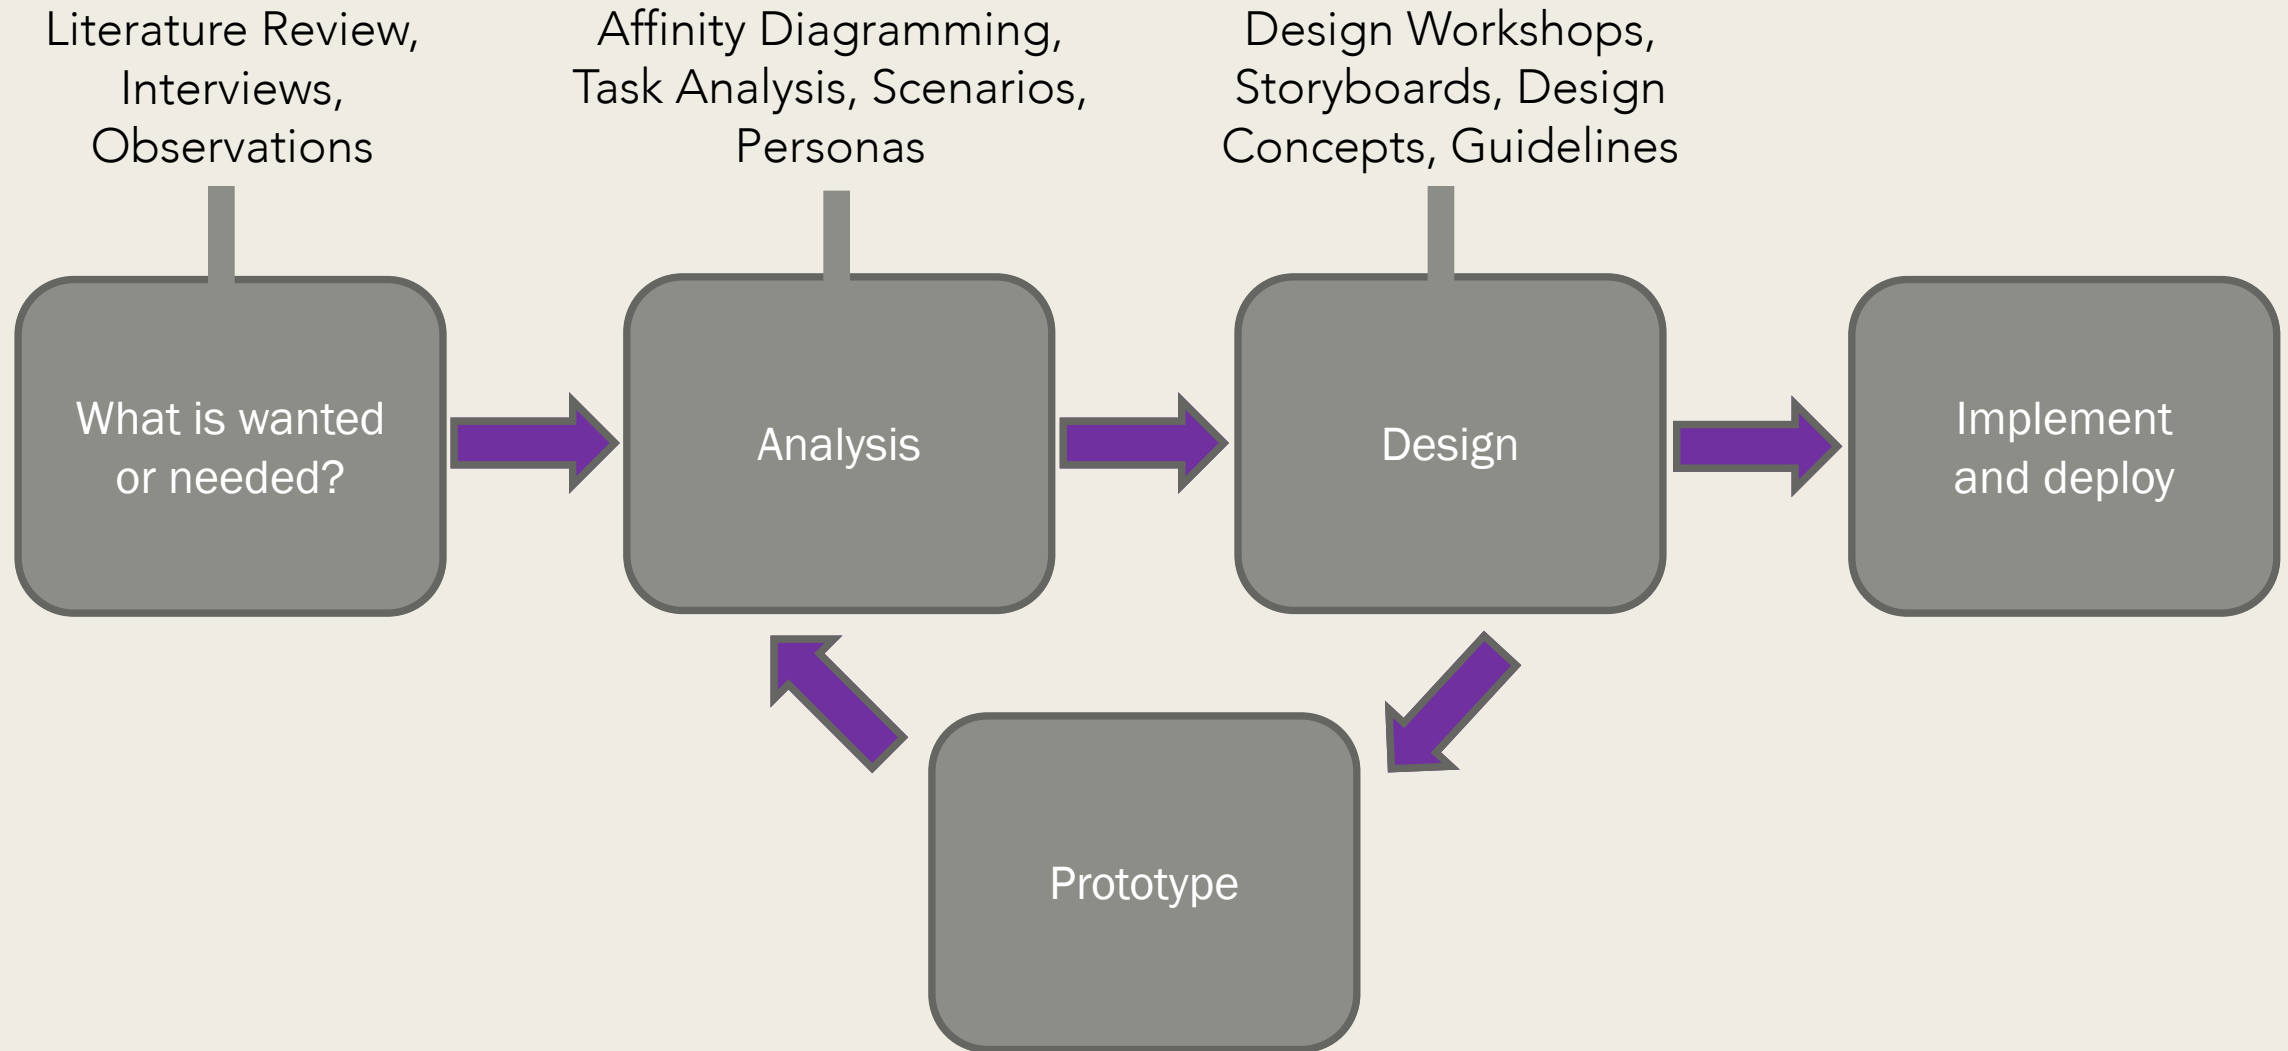 Literature Review,
Interviews,
Observations
Affinity Diagramming,
Task Analysis, Scenarios,
Personas
Design Workshops,
Storyboards, Design
Concepts, Guidelines
What is wanted
or needed?
Analysis
Design
Implement
and deploy
Prototype